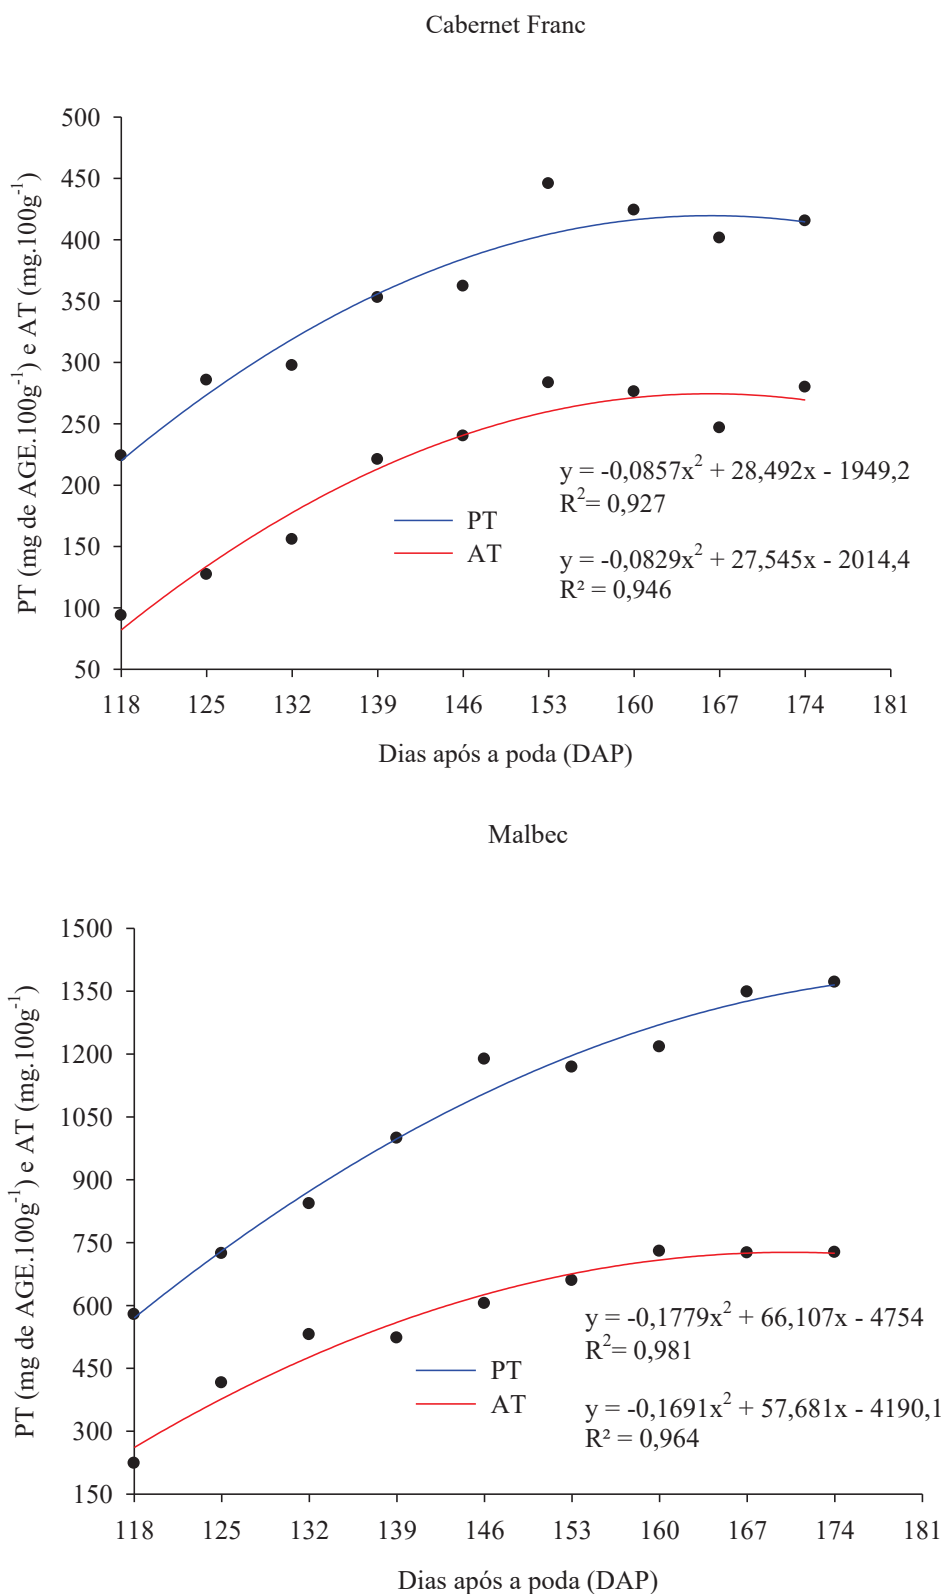 Cabernet Franc
PT (mg de AGE.100g⁻¹) e AT (mg.100g⁻¹)
500
450
400
350
300
250
200
150
100
50
y = -0,0857x² + 28,492x - 1949,2
R²= 0,927
PT
AT
y = -0,0829x² + 27,545x - 2014,4
R² = 0,946
118 125 132 139 146 153 160 167 174 181
Dias após a poda (DAP)
Malbec
PT (mg de AGE.100g⁻¹) e AT (mg.100g⁻¹)
1500
1350
1200
1050
900
750
600
450
300
150
y = -0,1779x² + 66,107x - 4754
R²= 0,981
PT
AT
y = -0,1691x² + 57,681x - 4190,1
R² = 0,964
118 125 132 139 146 153 160 167 174 181
Dias após a poda (DAP)